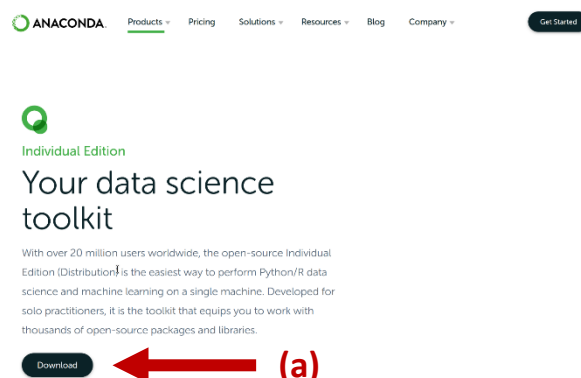 ANACONDA. Products Pricing Solutions Resources Blog Company Get Started
Individual Edition
Your data science
toolkit
With over 20 million users worldwide, the open-source Individual
Edition (Distribution) is the easiest way to perform Python/R data
science and machine learning on a single machine. Developed for
solo practitioners, it is the toolkit that equips you to work with
thousands of open-source packages and libraries.
Download (a)